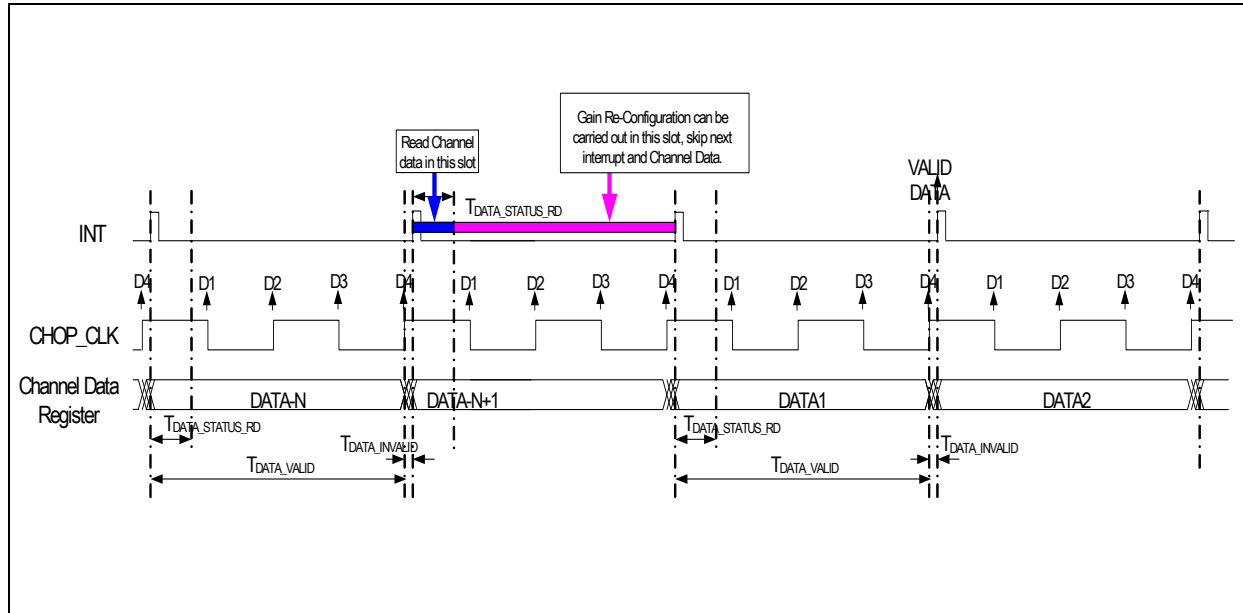 Gain Re-Configuration can be
carried out in this slot, skip next
interrupt and Channel Data.
Read Channel
data in this slot
VALID
DATA
TDATA_STATUS_RD
INT
D4 D1 D2 D3 D4 D1 D2 D3 D4 D1 D2 D3 D4 D1 D2 D3 D4
CHOP_CLK
Channel Data
Register
DATA-N DATA-N+1 DATA1 DATA2
TDATA_STATUS_RD TDATA_STATUS_RD
TDATA_INVALID TDATA_INVALID
TDATA_VALID TDATA_VALID